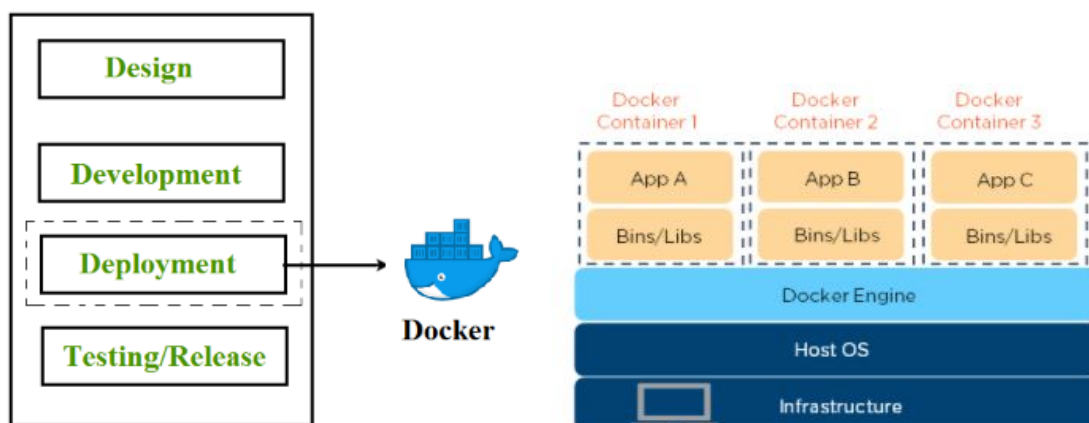 Design
Development
Deployment
Testing/Release
Docker
Docker
Container 1
Docker
Container 2
Docker
Container 3
App A
App B
App C
Bins/Libs
Bins/Libs
Bins/Libs
Docker Engine
Host OS
Infrastructure